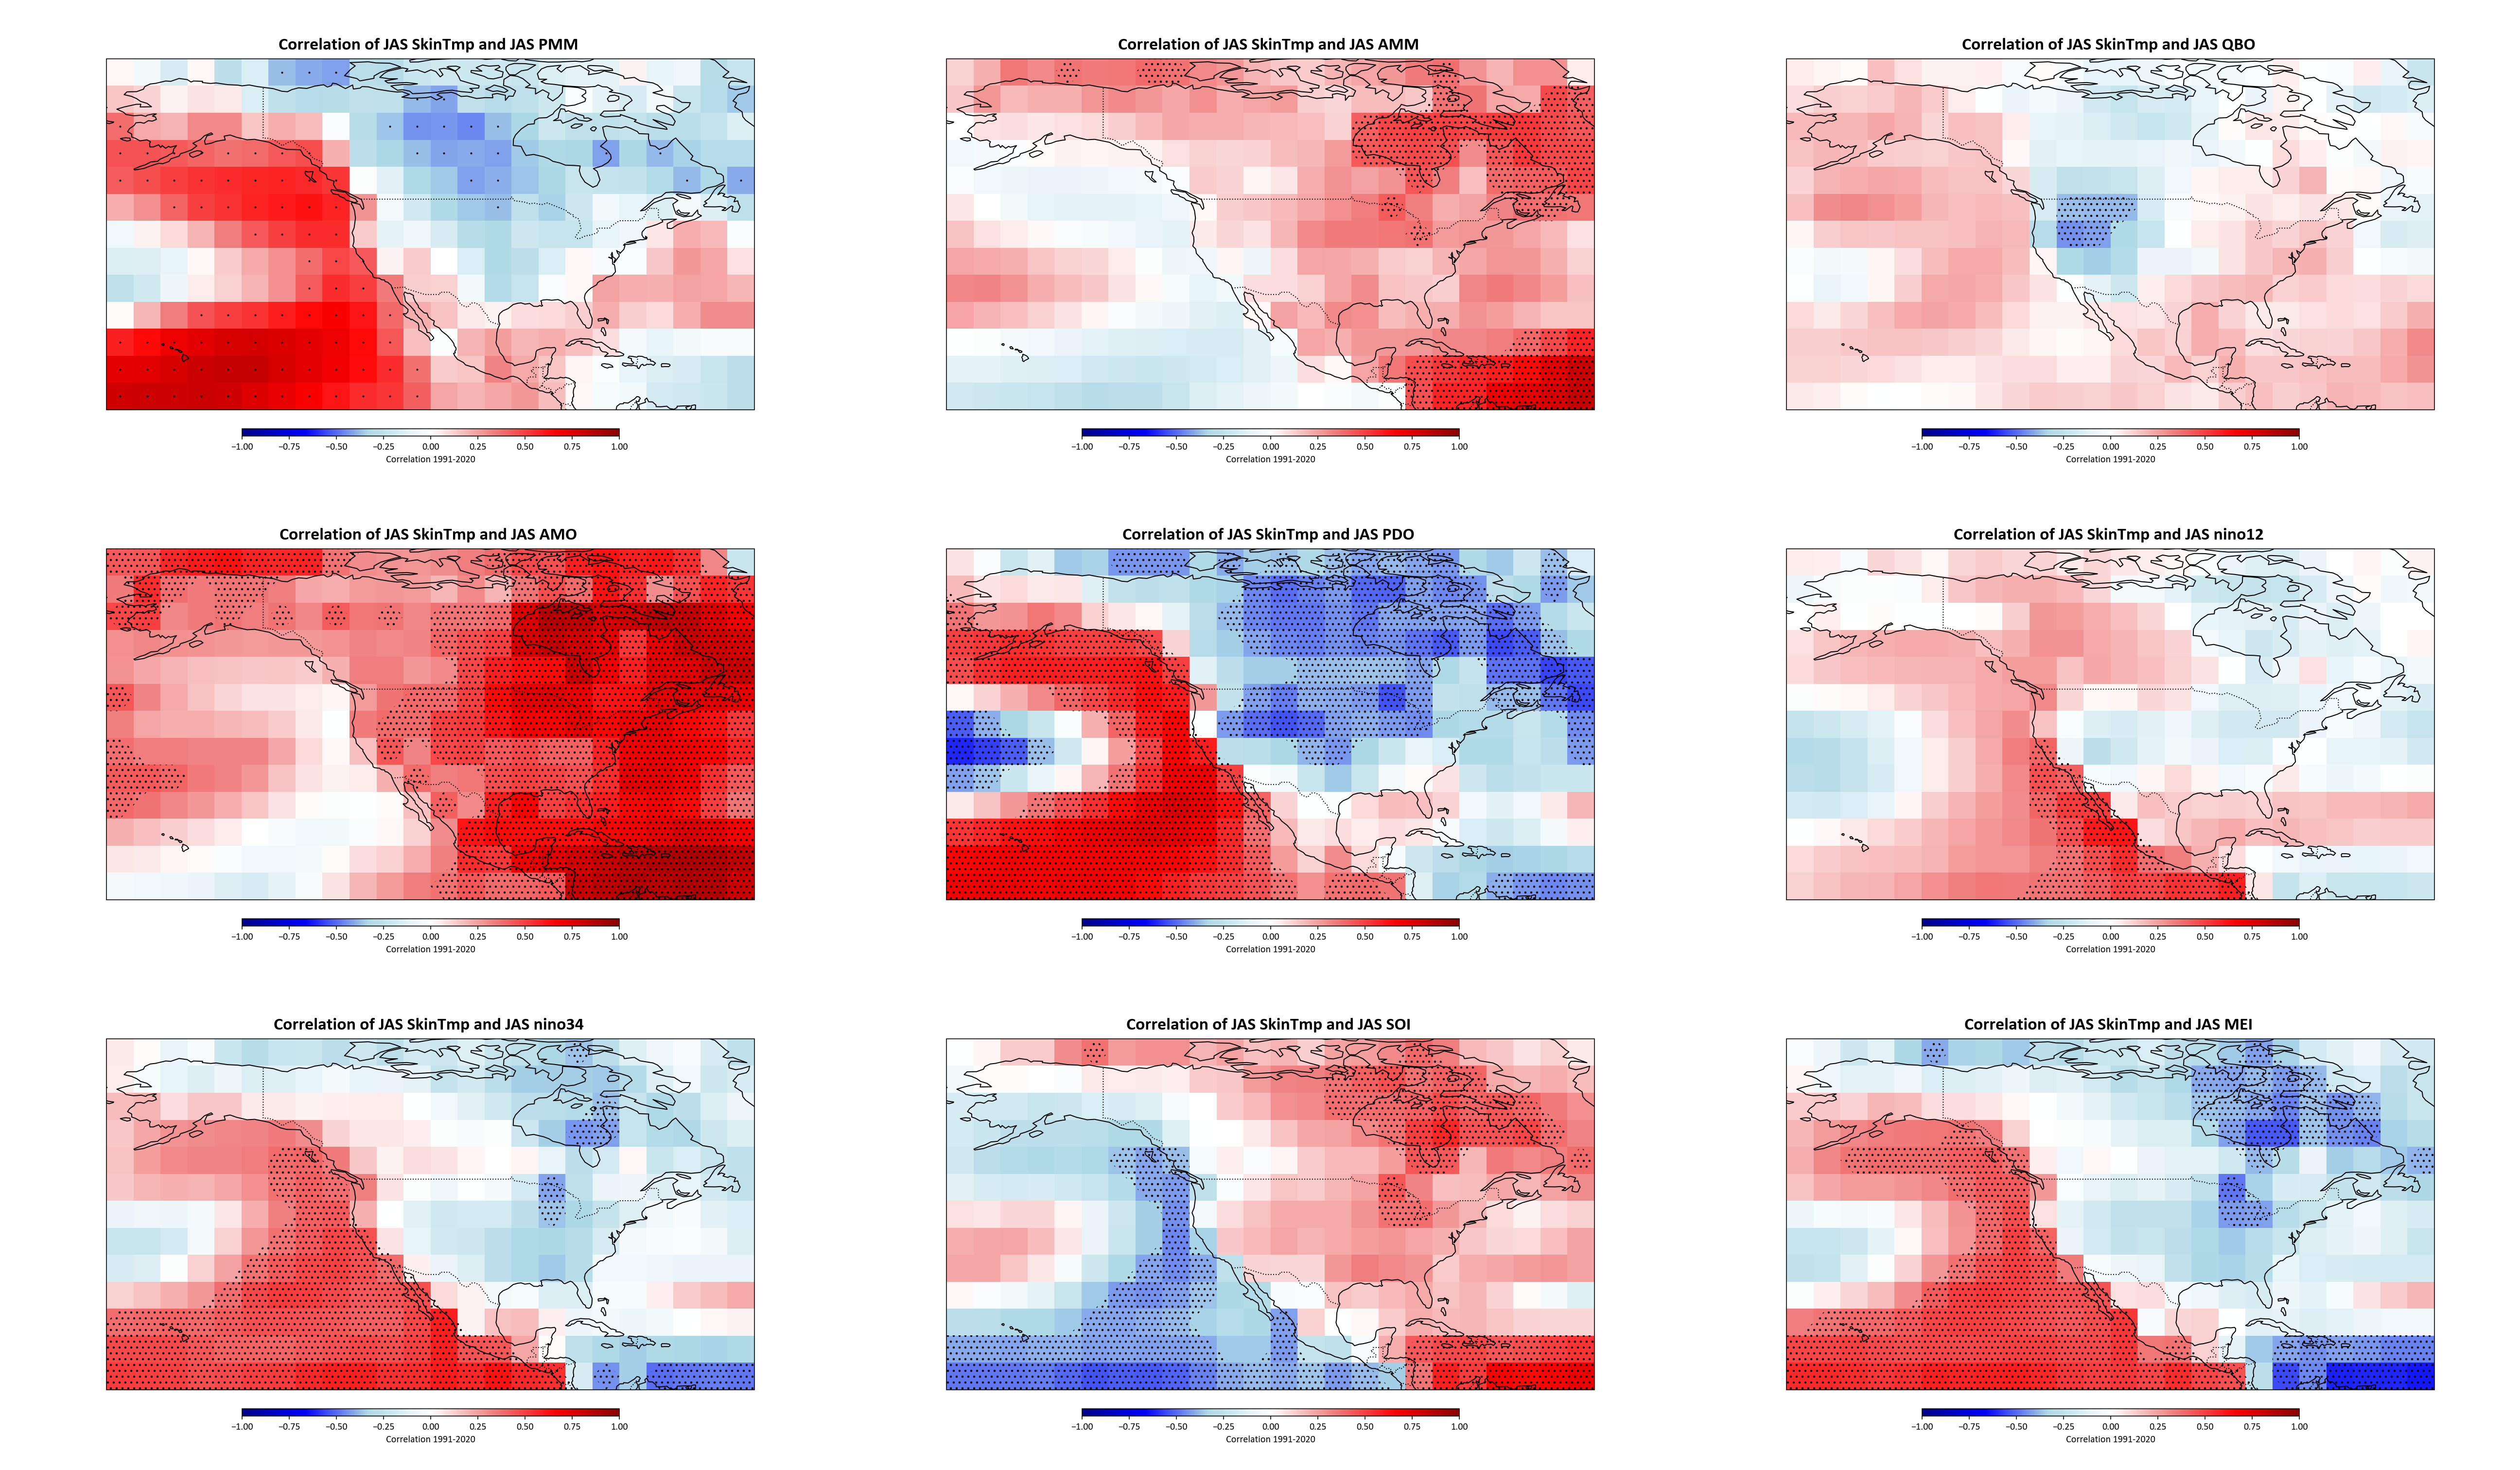 Correlation of JAS SkinTmp and JAS PMM
Correlation of JAS SkinTmp and JAS AMM
Correlation of JAS SkinTmp and JAS QBO
−1.00 −0.75 −0.50 −0.25 0.00 0.25 0.50 0.75 1.00
Correlation 1991-2020
−1.00 −0.75 −0.50 −0.25 0.00 0.25 0.50 0.75 1.00
Correlation 1991-2020
−1.00 −0.75 −0.50 −0.25 0.00 0.25 0.50 0.75 1.00
Correlation 1991-2020
Correlation of JAS SkinTmp and JAS AMO
Correlation of JAS SkinTmp and JAS PDO
Correlation of JAS SkinTmp and JAS nino12
−1.00 −0.75 −0.50 −0.25 0.00 0.25 0.50 0.75 1.00
Correlation 1991-2020
−1.00 −0.75 −0.50 −0.25 0.00 0.25 0.50 0.75 1.00
Correlation 1991-2020
−1.00 −0.75 −0.50 −0.25 0.00 0.25 0.50 0.75 1.00
Correlation 1991-2020
Correlation of JAS SkinTmp and JAS nino34
Correlation of JAS SkinTmp and JAS SOI
Correlation of JAS SkinTmp and JAS MEI
−1.00 −0.75 −0.50 −0.25 0.00 0.25 0.50 0.75 1.00
Correlation 1991-2020
−1.00 −0.75 −0.50 −0.25 0.00 0.25 0.50 0.75 1.00
Correlation 1991-2020
−1.00 −0.75 −0.50 −0.25 0.00 0.25 0.50 0.75 1.00
Correlation 1991-2020